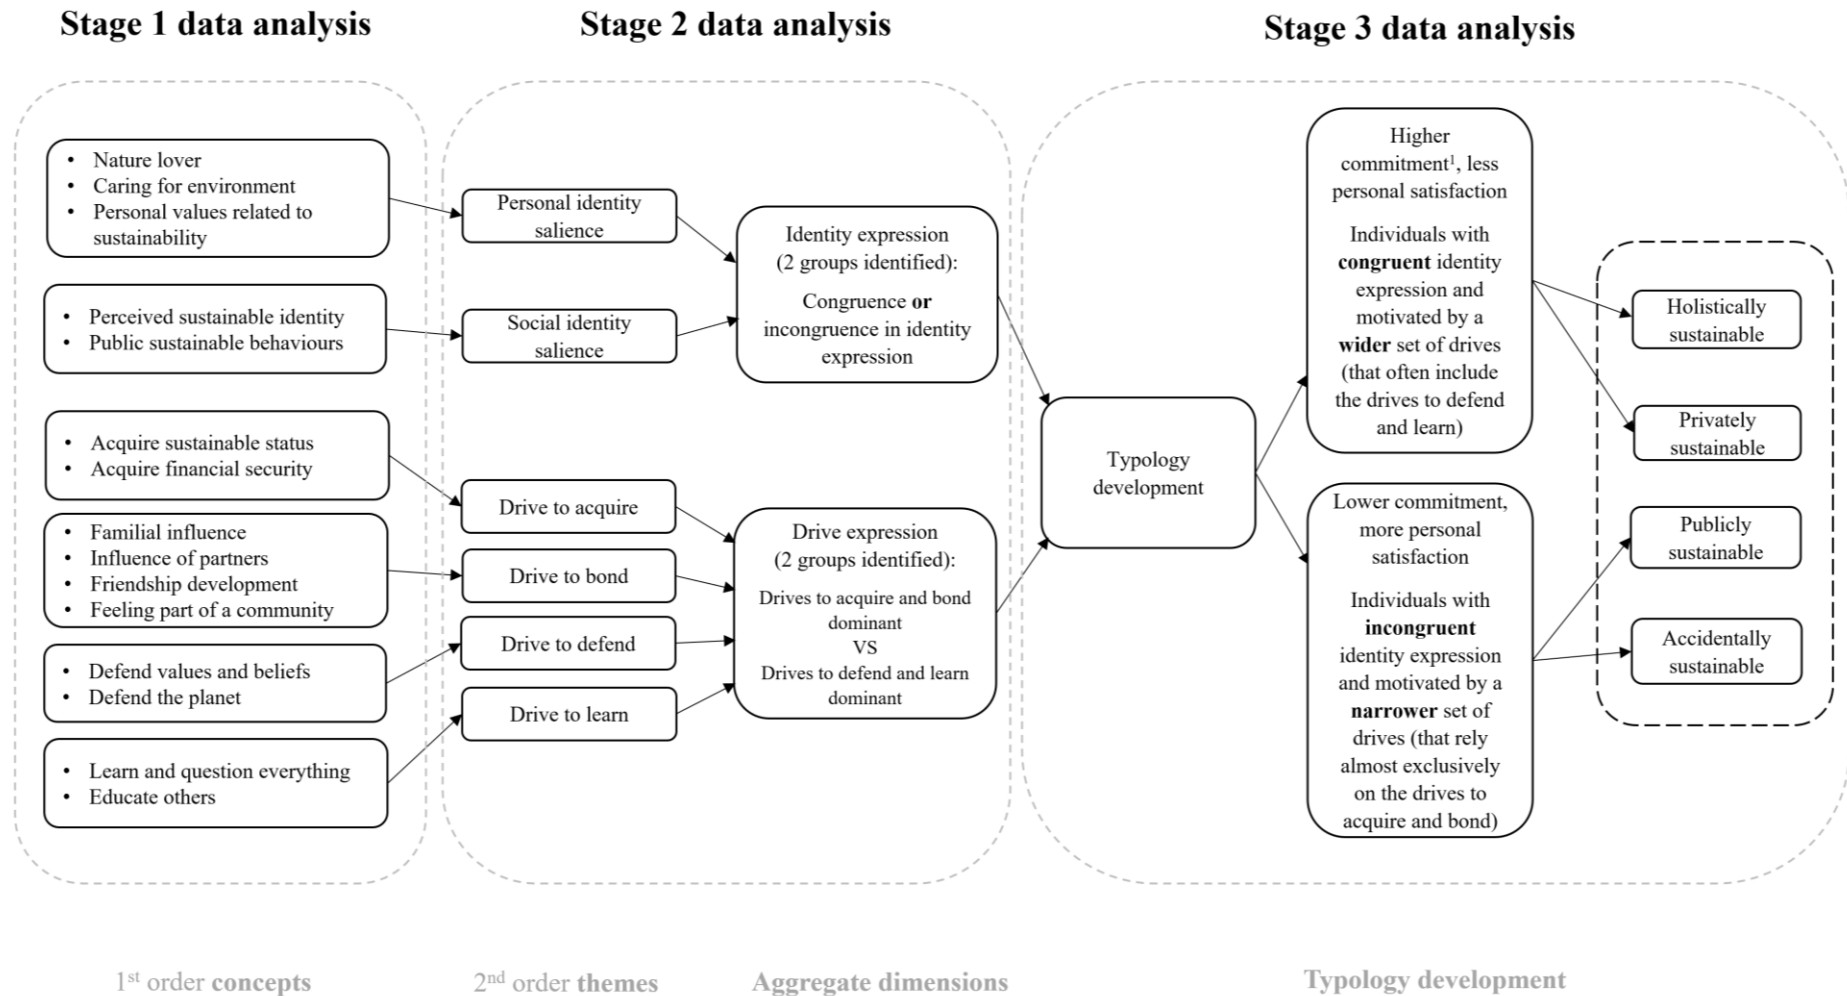 Stage 1 data analysis
Stage 2 data analysis
Stage 3 data analysis
• Nature lover
• Caring for environment
• Personal values related to
sustainability
• Perceived sustainable identity
• Public sustainable behaviours
• Acquire sustainable status
• Acquire financial security
• Familial influence
• Influence of partners
• Friendship development
• Feeling part of a community
• Defend values and beliefs
• Defend the planet
• Learn and question everything
• Educate others
Personal identity
salience
Social identity
salience
Drive to acquire
Drive to bond
Drive to defend
Drive to learn
Identity expression
(2 groups identified):
Congruence or
incongruence in identity
expression
Drive expression
(2 groups identified):
Drives to acquire and bond
dominant
VS
Drives to defend and learn
dominant
Typology
development
Higher
commitment¹, less
personal satisfaction
Individuals with
congruent identity
expression and
motivated by a
wider set of drives
(that often include
the drives to defend
and learn)
Lower commitment,
more personal
satisfaction
Individuals with
incongruent
identity expression
and motivated by a
narrower set of
drives (that rely
almost exclusively
on the drives to
acquire and bond)
Holistically
sustainable
Privately
sustainable
Publicly
sustainable
Accidentally
sustainable
1st order concepts
2nd order themes
Aggregate dimensions
Typology development